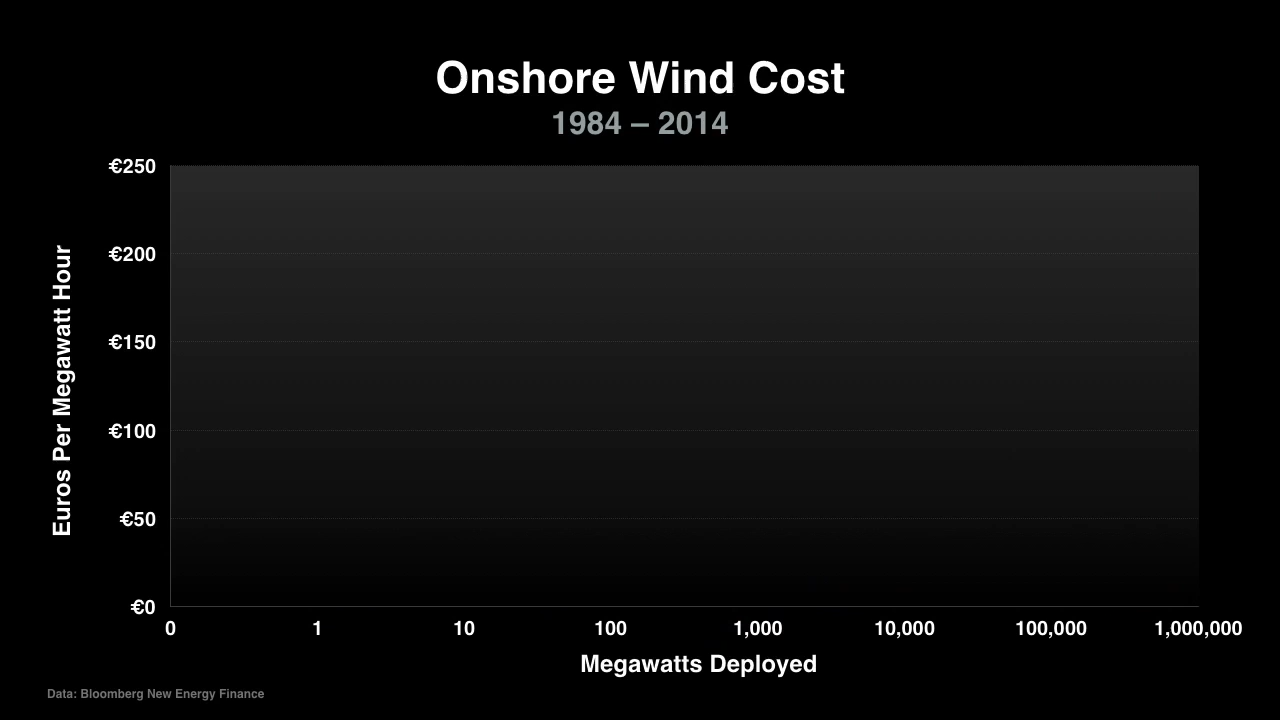 Onshore Wind Cost
1984 – 2014
€250
€200
€150
€100
€50
€0
Euros Per Megawatt Hour
0 1 10 100 1,000 10,000 100,000 1,000,000
Megawatts Deployed
Data: Bloomberg New Energy Finance